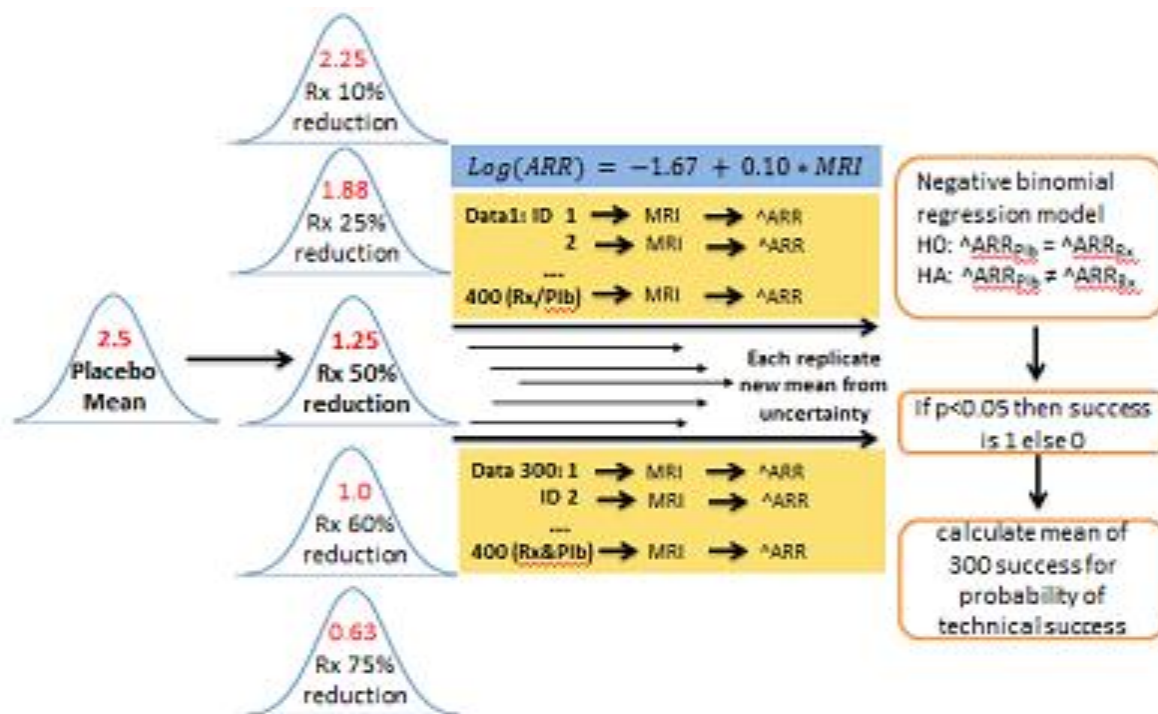 2.25
Rx 10%
reduction
1.88
Rx 25%
reduction
2.5
Placebo
Mean
1.25
Rx 50%
reduction
1.0
Rx 60%
reduction
0.63
Rx 75%
reduction
Log(ARR) = −1.67 + 0.10 * MRI
Data1: ID 1 MRI ^ARR
2 MRI ^ARR
....
400 (Rx/Plb) MRI ^ARR
Each replicate
new mean from
uncertainty
Data 300: 1 MRI ^ARR
ID 2 MRI ^ARR
....
400 (Rx&Plb) MRI ^ARR
Negative binomial
regression model
H0: ^ARRPlb = ^ARRRx
HA: ^ARRPlb ≠ ^ARRRx
If p<0.05 then success
is 1 else 0
calculate mean of
300 success for
probability of
technical success